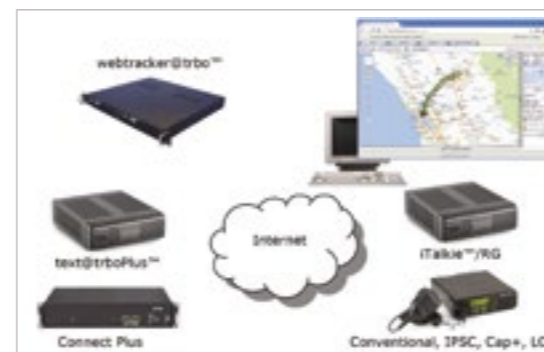 webtracker@trbo™
Internet
text@trboPlus™
iTalkie™/RG
Connect Plus
Conventional, IPSC, Cap+, LC